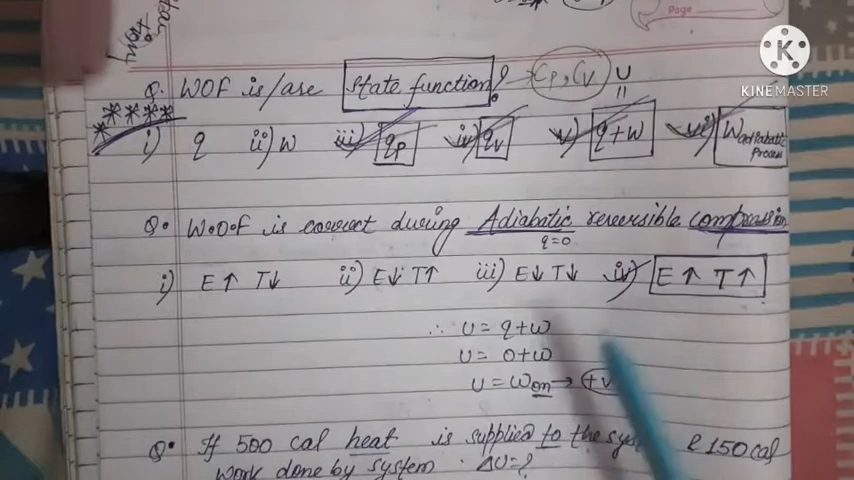 Page
KINEMASTER
Q. WOF is/are State function? → Cp, Cv U
i) q ii) w iii) qp iv) qv v) q+w vi) W adiabatic process
Q. W.O.F is correct during Adiabatic reversible compression
q=0
i) E↑ T↓ ii) E↓ T↑ iii) E↓ T↓ iv) E↑ T↑
∴ U = q+w
U = 0+w
U = w on → +v
Q. If 500 cal heat is supplied to the sys & 150 cal
work done by system. ΔU=?